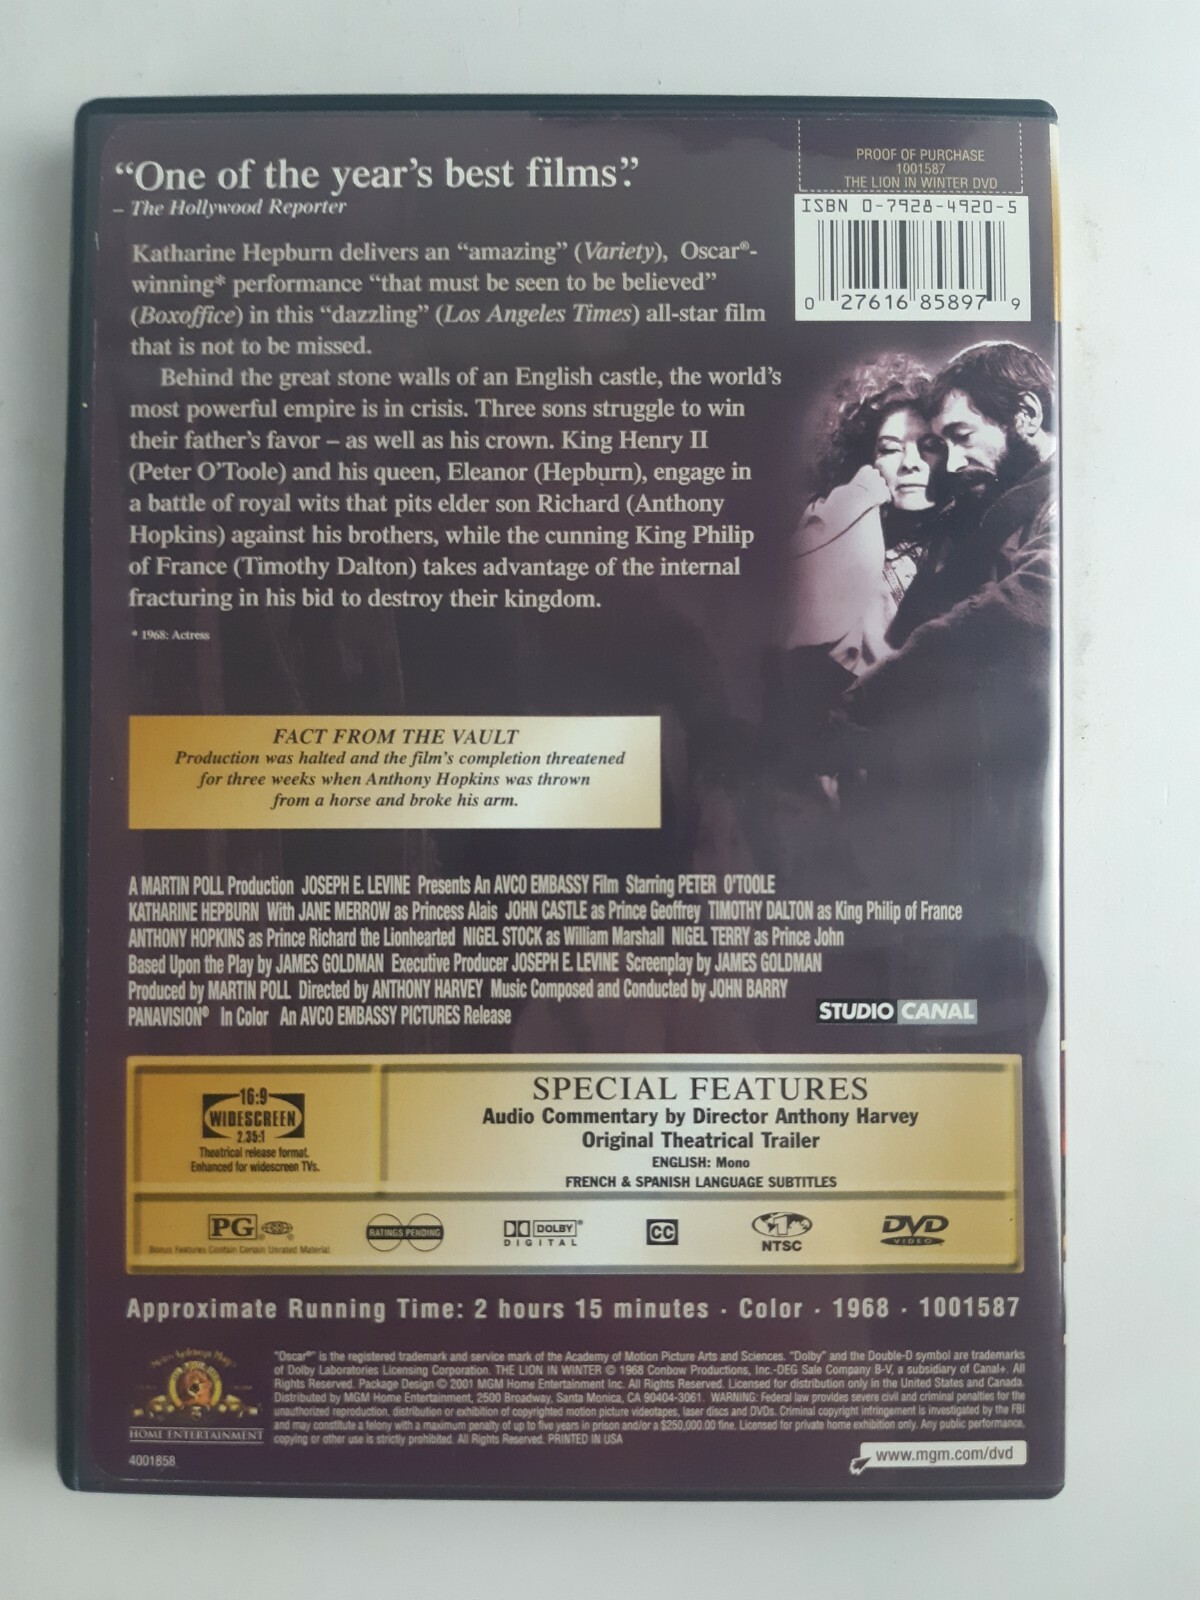 “One of the year’s best films.”
– The Hollywood Reporter
PROOF OF PURCHASE
1001587
THE LION IN WINTER DVD
ISBN 0-7928-4920-5
0 27616 85897 9
Katharine Hepburn delivers an “amazing” (Variety), Oscar®-
winning* performance “that must be seen to be believed”
(Boxoffice) in this “dazzling” (Los Angeles Times) all-star film
that is not to be missed.
Behind the great stone walls of an English castle, the world’s
most powerful empire is in crisis. Three sons struggle to win
their father’s favor – as well as his crown. King Henry II
(Peter O’Toole) and his queen, Eleanor (Hepburn), engage in
a battle of royal wits that pits elder son Richard (Anthony
Hopkins) against his brothers, while the cunning King Philip
of France (Timothy Dalton) takes advantage of the internal
fracturing in his bid to destroy their kingdom.
* 1968: Actress
FACT FROM THE VAULT
Production was halted and the film’s completion threatened
for three weeks when Anthony Hopkins was thrown
from a horse and broke his arm.
A MARTIN POLL Production JOSEPH E. LEVINE Presents An AVCO EMBASSY Film Starring PETER O’TOOLE
KATHARINE HEPBURN With JANE MERROW as Princess Alais JOHN CASTLE as Prince Geoffrey TIMOTHY DALTON as King Philip of France
ANTHONY HOPKINS as Prince Richard the Lionhearted NIGEL STOCK as William Marshall NIGEL TERRY as Prince John
Based Upon the Play by JAMES GOLDMAN Executive Producer JOSEPH E. LEVINE Screenplay by JAMES GOLDMAN
Produced by MARTIN POLL Directed by ANTHONY HARVEY Music Composed and Conducted by JOHN BARRY
PANAVISION® In Color An AVCO EMBASSY PICTURES Release
STUDIO CANAL
16:9
WIDESCREEN
2.35:1
Theatrical release format.
Enhanced for widescreen TVs.
SPECIAL FEATURES
Audio Commentary by Director Anthony Harvey
Original Theatrical Trailer
ENGLISH: Mono
FRENCH & SPANISH LANGUAGE SUBTITLES
PG
Bonus Features Contain Certain Unrated Material
RATINGS PENDING
DOLBY®
DIGITAL
CC
NTSC
DVD
VIDEO
Approximate Running Time: 2 hours 15 minutes · Color · 1968 · 1001587
HOME ENTERTAINMENT
4001858
"Oscar®" is the registered trademark and service mark of the Academy of Motion Picture Arts and Sciences. "Dolby" and the Double-D symbol are trademarks
of Dolby Laboratories Licensing Corporation. THE LION IN WINTER © 1968 Conbow Productions, Inc.-DEG Sale Company B-V, a subsidiary of Canal+. All
Rights Reserved. Package Design © 2001 MGM Home Entertainment Inc. All Rights Reserved. Licensed for distribution only in the United States and Canada.
Distributed by MGM Home Entertainment, 2500 Broadway, Santa Monica, CA 90404-3061. WARNING: Federal law provides severe civil and criminal penalties for the
unauthorized reproduction, distribution or exhibition of copyrighted motion picture videotapes, laser discs and DVDs. Criminal copyright infringement is investigated by the FBI
and may constitute a felony with a maximum penalty of up to five years in prison and/or a $250,000.00 fine. Licensed for private home exhibition only. Any public performance,
copying or other use is strictly prohibited. All Rights Reserved. PRINTED IN USA
www.mgm.com/dvd